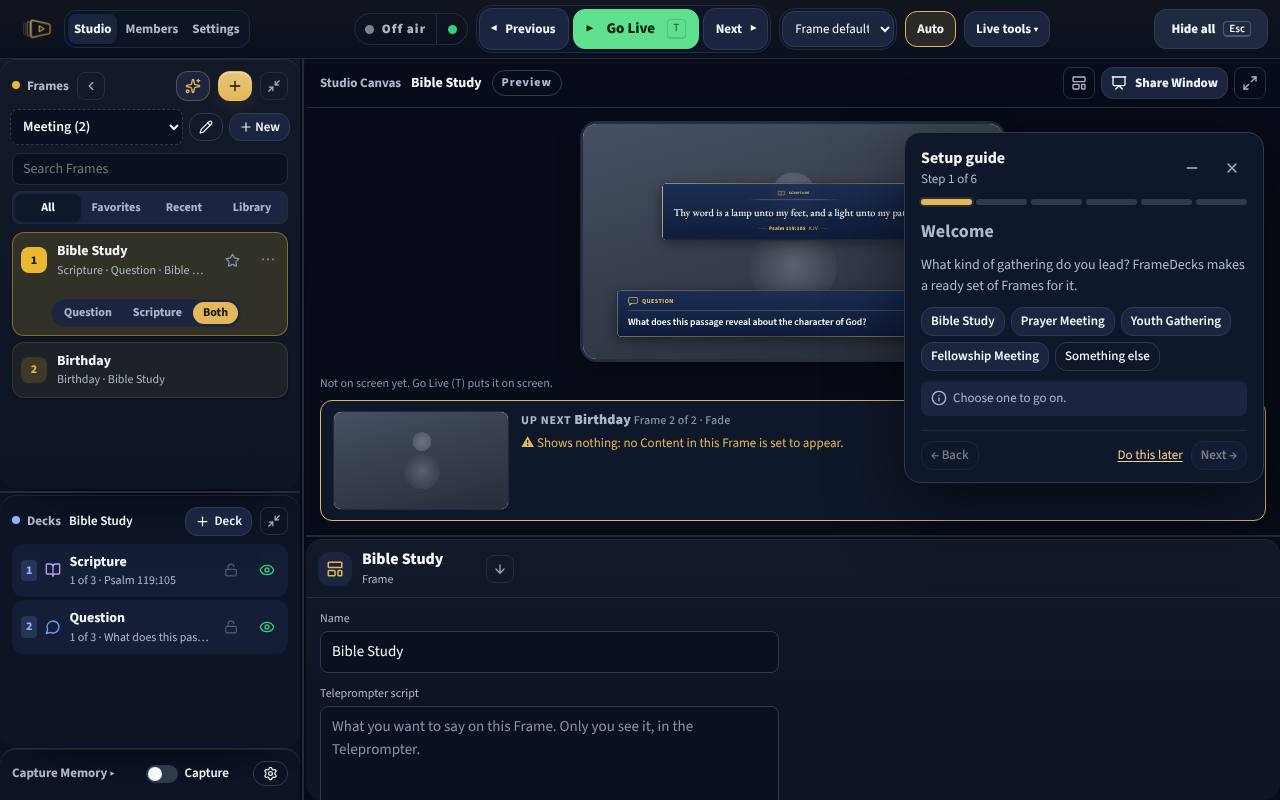 Studio Members Settings
Off air
Previous
Go Live T
Next
Frame default
Auto
Live tools
Hide all Esc
Frames
Meeting (2)
New
Search Frames
All Favorites Recent Library
1
Bible Study
Scripture · Question · Bible …
Question Scripture Both
2
Birthday
Birthday · Bible Study
Decks Bible Study
Deck
1
Scripture
1 of 3 · Psalm 119:105
2
Question
1 of 3 · What does this pas…
Capture Memory
Capture
Studio Canvas Bible Study Preview
Share Window
SCRIPTURE
Thy word is a lamp unto my feet, and a light unto my
Psalm 119:105 KJV
QUESTION
What does this passage reveal about the character of God?
Not on screen yet. Go Live (T) puts it on screen.
UP NEXT Birthday Frame 2 of 2 · Fade
Shows nothing: no Content in this Frame is set to appear.
Setup guide
Step 1 of 6
Welcome
What kind of gathering do you lead? FrameDecks makes
a ready set of Frames for it.
Bible Study Prayer Meeting Youth Gathering
Fellowship Meeting Something else
Choose one to go on.
← Back
Do this later
Next →
Bible Study
Frame
Name
Bible Study
Teleprompter script
What you want to say on this Frame. Only you see it, in the
Teleprompter.